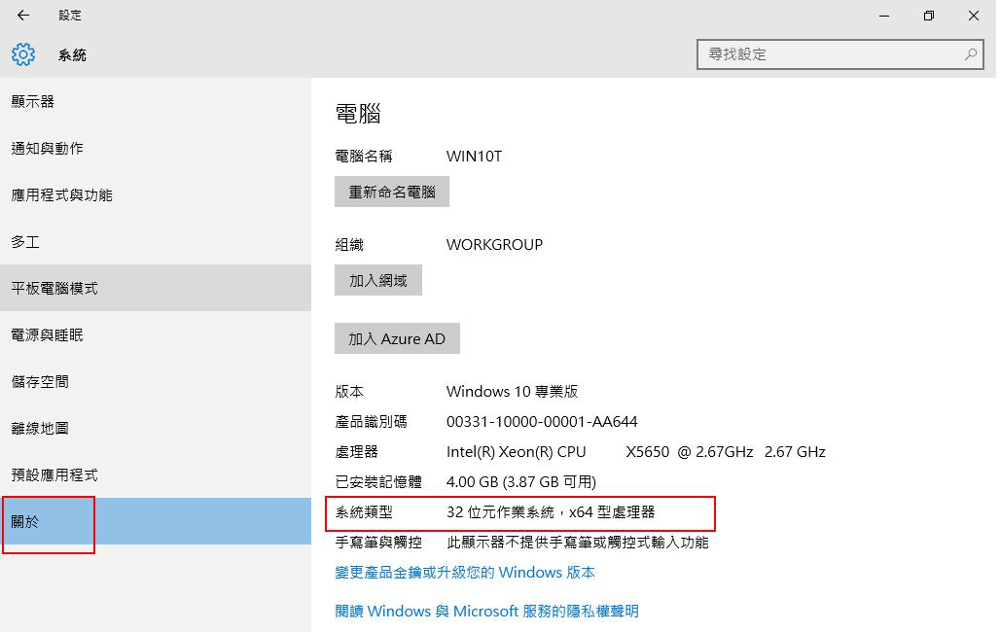 設定
系統
尋找設定
顯示器
通知與動作
應用程式與功能
多工
平板電腦模式
電源與睡眠
儲存空間
離線地圖
預設應用程式
關於
電腦
電腦名稱 WIN10T
重新命名電腦
組織 WORKGROUP
加入網域
加入 Azure AD
版本 Windows 10 專業版
產品識別碼 00331-10000-00001-AA644
處理器 Intel(R) Xeon(R) CPU X5650 @ 2.67GHz 2.67 GHz
已安裝記憶體 4.00 GB (3.87 GB 可用)
系統類型 32 位元作業系統，x64 型處理器
手寫筆與觸控 此顯示器不提供手寫筆或觸控式輸入功能
變更產品金鑰或升級您的 Windows 版本
閱讀 Windows 與 Microsoft 服務的隱私權聲明